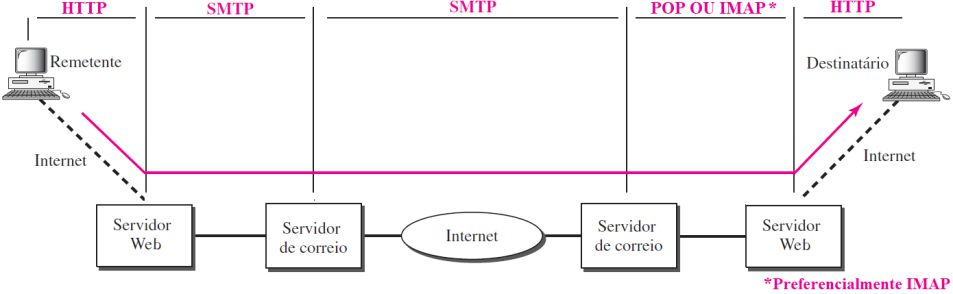 HTTP
SMTP
SMTP
POP OU IMAP *
HTTP
Remetente
Destinatário
Internet
Internet
Servidor
Web
Servidor
de correio
Internet
Servidor
de correio
Servidor
Web
*Preferencialmente IMAP